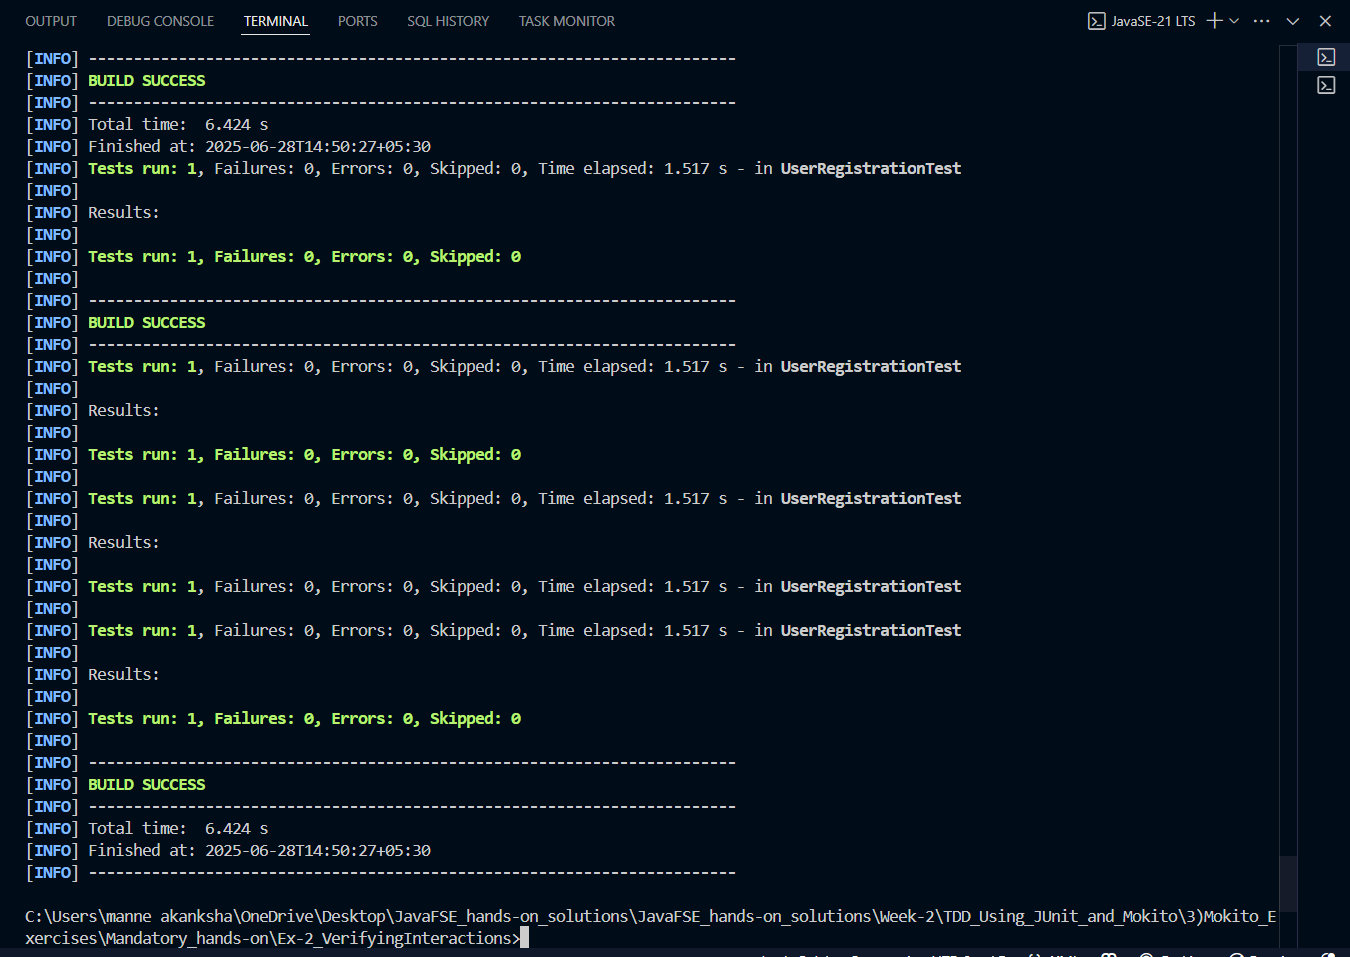 OUTPUT DEBUG CONSOLE TERMINAL PORTS SQL HISTORY TASK MONITOR JavaSE-21 LTS
[INFO] ------------------------------------------------------------------------
[INFO] BUILD SUCCESS
[INFO] ------------------------------------------------------------------------
[INFO] Total time:  6.424 s
[INFO] Finished at: 2025-06-28T14:50:27+05:30
[INFO] Tests run: 1, Failures: 0, Errors: 0, Skipped: 0, Time elapsed: 1.517 s - in UserRegistrationTest
[INFO]
[INFO] Results:
[INFO]
[INFO] Tests run: 1, Failures: 0, Errors: 0, Skipped: 0
[INFO]
[INFO] ------------------------------------------------------------------------
[INFO] BUILD SUCCESS
[INFO] ------------------------------------------------------------------------
[INFO] Tests run: 1, Failures: 0, Errors: 0, Skipped: 0, Time elapsed: 1.517 s - in UserRegistrationTest
[INFO]
[INFO] Results:
[INFO]
[INFO] Tests run: 1, Failures: 0, Errors: 0, Skipped: 0
[INFO]
[INFO] Tests run: 1, Failures: 0, Errors: 0, Skipped: 0, Time elapsed: 1.517 s - in UserRegistrationTest
[INFO]
[INFO] Results:
[INFO]
[INFO] Tests run: 1, Failures: 0, Errors: 0, Skipped: 0, Time elapsed: 1.517 s - in UserRegistrationTest
[INFO]
[INFO] Tests run: 1, Failures: 0, Errors: 0, Skipped: 0, Time elapsed: 1.517 s - in UserRegistrationTest
[INFO]
[INFO] Results:
[INFO]
[INFO] Tests run: 1, Failures: 0, Errors: 0, Skipped: 0
[INFO]
[INFO] ------------------------------------------------------------------------
[INFO] BUILD SUCCESS
[INFO] ------------------------------------------------------------------------
[INFO] Total time:  6.424 s
[INFO] Finished at: 2025-06-28T14:50:27+05:30
[INFO] ------------------------------------------------------------------------
C:\Users\manne akanksha\OneDrive\Desktop\JavaFSE_hands-on_solutions\JavaFSE_hands-on_solutions\Week-2\TDD_Using_JUnit_and_Mokito\3)Mokito_E
xercises\Mandatory_hands-on\Ex-2_VerifyingInteractions>